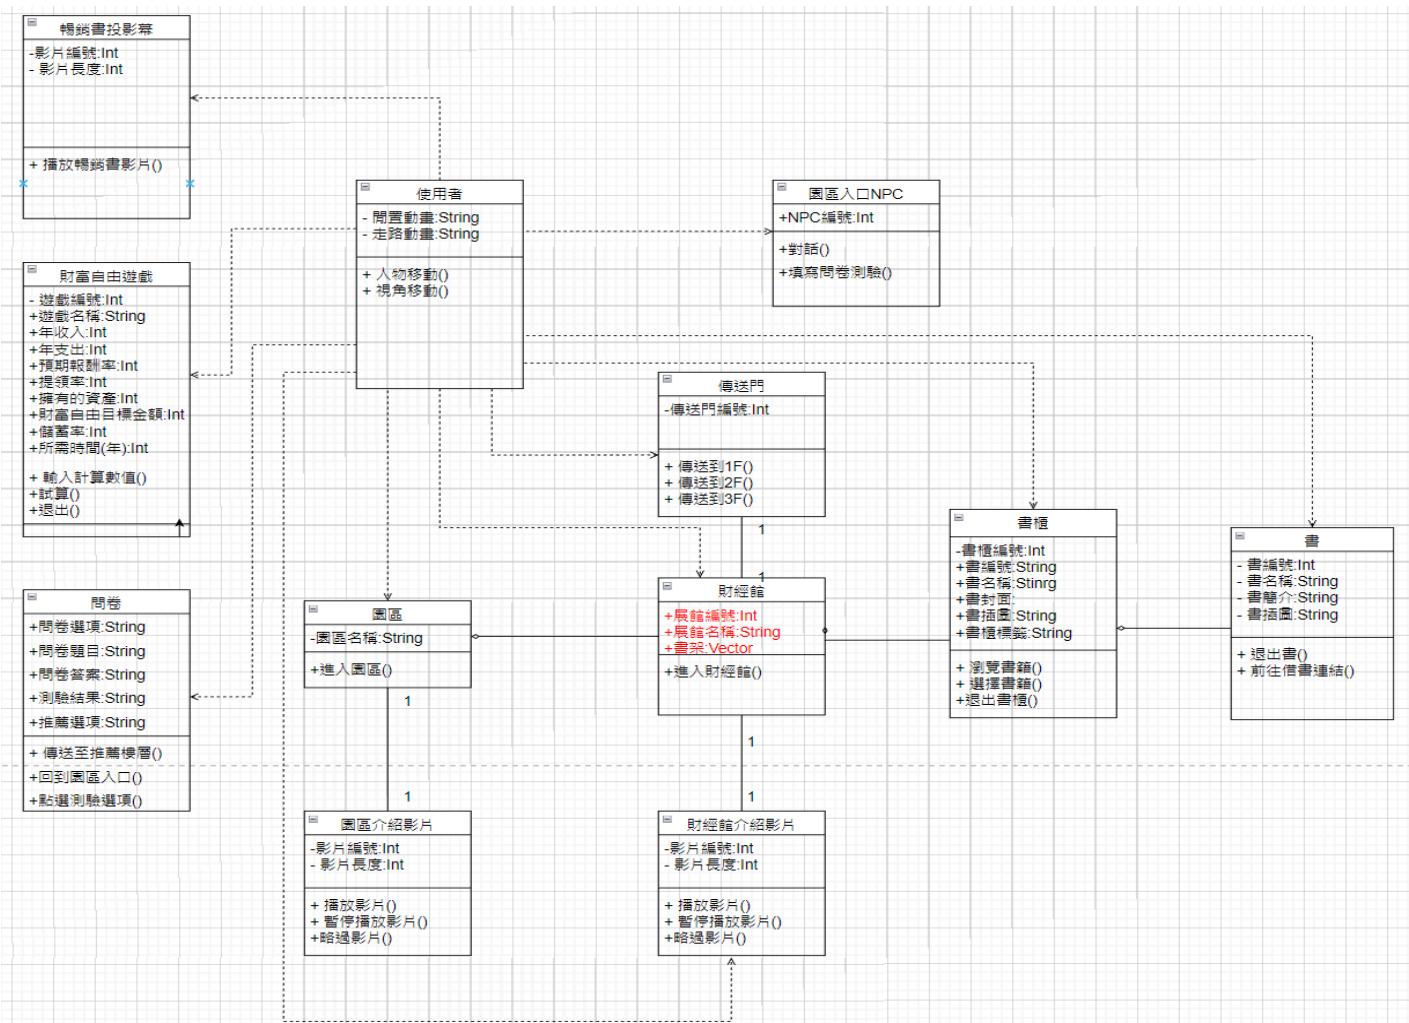 暢銷書投影幕
-影片編號:Int
- 影片長度:Int
+ 播放暢銷書影片()
使用者
- 閒置動畫:String
- 走路動畫:String
+ 人物移動()
+ 視角移動()
園區入口NPC
+NPC編號:Int
+對話()
+填寫問卷測驗()
財富自由遊戲
- 遊戲編號:Int
+遊戲名稱:String
+年收入:Int
+年支出:Int
+預期報酬率:Int
+提領率:Int
+擁有的資產:Int
+財富自由目標金額:Int
+儲蓄率:Int
+所需時間(年):Int
+ 輸入計算數值()
+試算()
+退出()
傳送門
-傳送門編號:Int
+ 傳送到1F()
+ 傳送到2F()
+ 傳送到3F()
1
1
書櫃
-書櫃編號:Int
+書編號:String
+書名稱:Stinrg
+書封面:
+書插圖:String
+書櫃標籤:String
+ 瀏覽書籍()
+ 選擇書籍()
+退出書櫃()
書
- 書編號:Int
- 書名稱:String
- 書簡介:String
- 書插圖:String
+ 退出書()
+ 前往借書連結()
問卷
+問卷選項:String
+問卷題目:String
+問卷答案:String
+測驗結果:String
+推薦選項:String
+ 傳送至推薦樓層()
+回到園區入口()
+點選測驗選項()
園區
-園區名稱:String
+進入園區()
1
1
財經館
+展館編號:Int
+展館名稱:String
+書架:Vector
+進入財經館()
1
1
園區介紹影片
-影片編號:Int
- 影片長度:Int
+ 播放影片()
+ 暫停播放影片()
+略過影片()
財經館介紹影片
-影片編號:Int
- 影片長度:Int
+ 播放影片()
+ 暫停播放影片()
+略過影片()